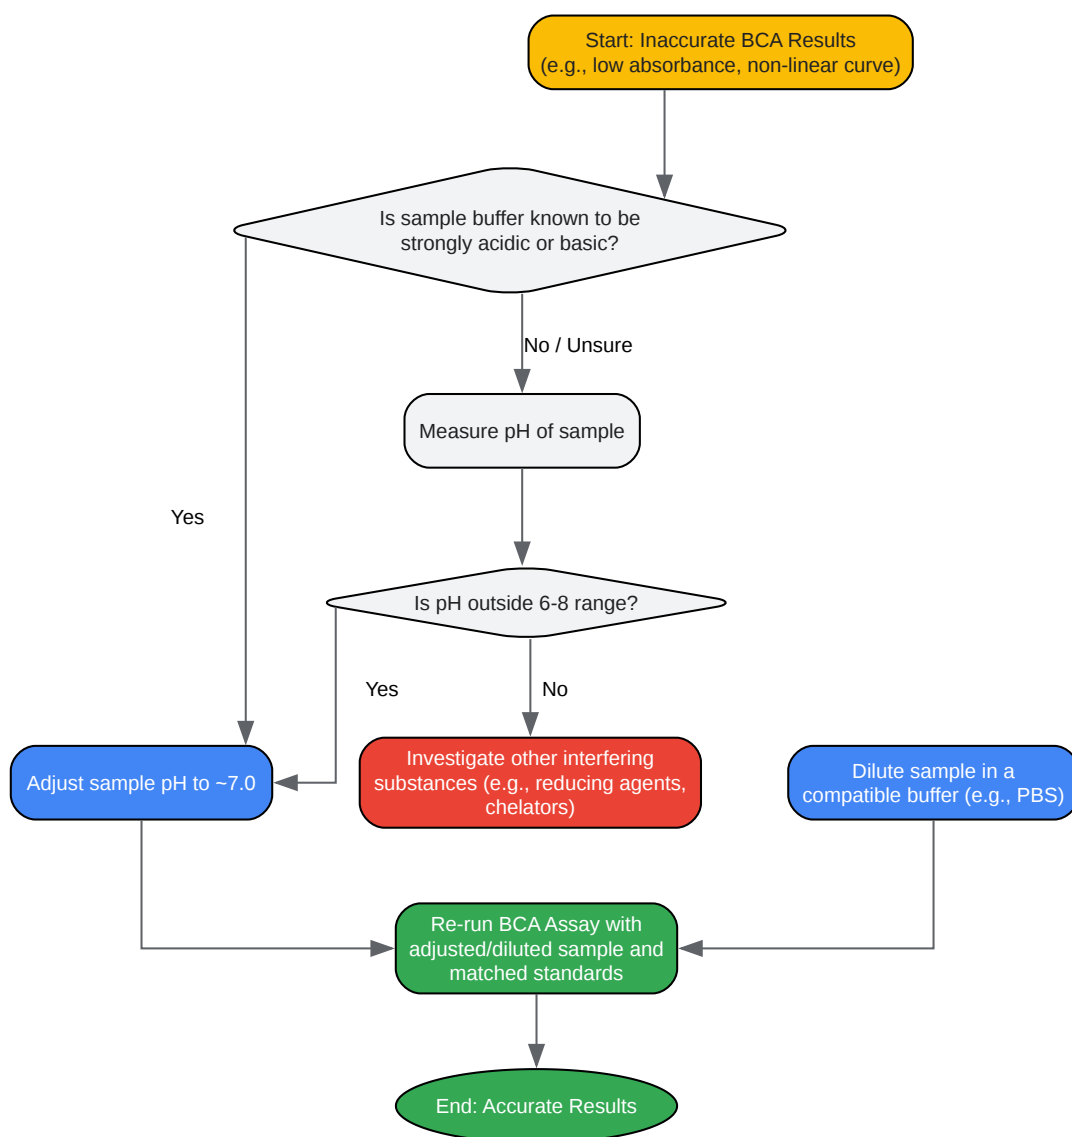 Start: Inaccurate BCA Results
(e.g., low absorbance, non-linear curve)
Is sample buffer known to be
strongly acidic or basic?
No / Unsure
Measure pH of sample
Yes
Is pH outside 6-8 range?
Yes
No
Adjust sample pH to ~7.0
Investigate other interfering
substances (e.g., reducing agents,
chelators)
Dilute sample in a
compatible buffer (e.g., PBS)
Re-run BCA Assay with
adjusted/diluted sample and
matched standards
End: Accurate Results